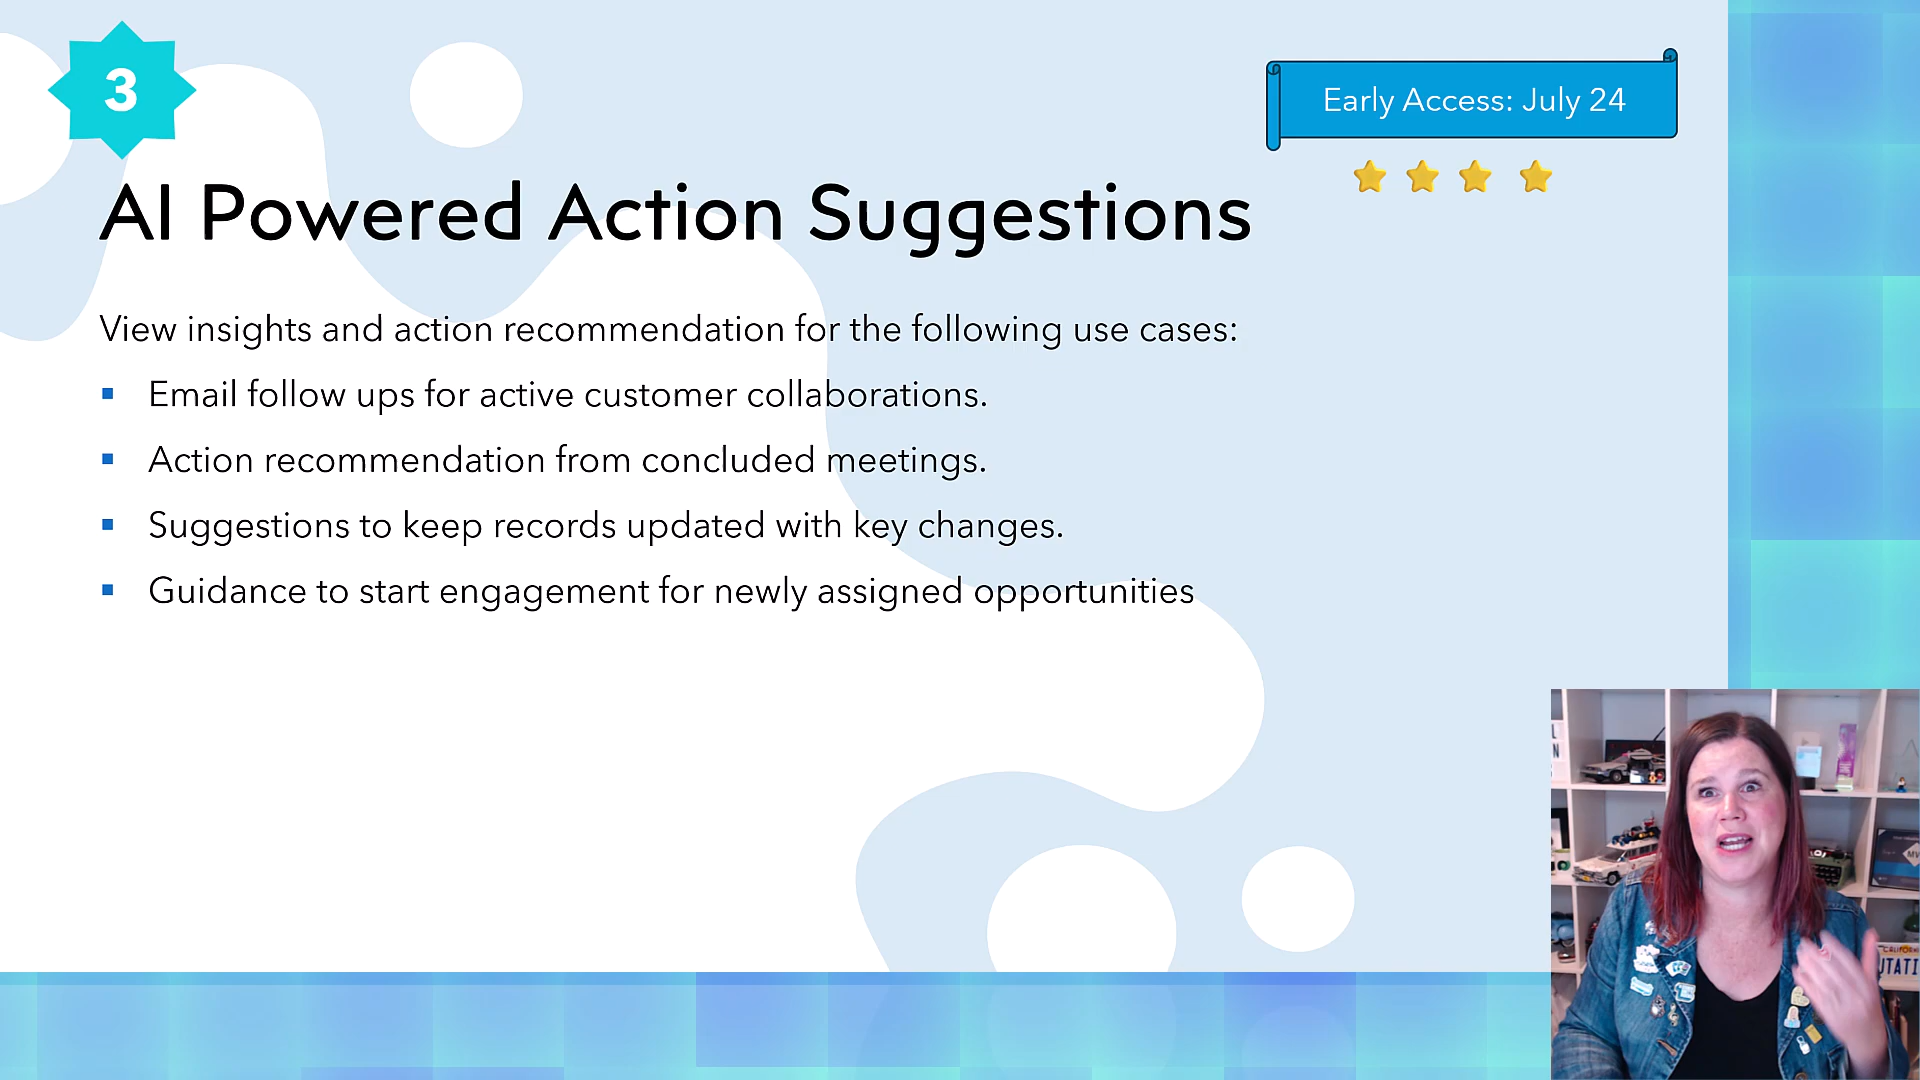 3
Early Access: July 24
AI Powered Action Suggestions
View insights and action recommendation for the following use cases:
Email follow ups for active customer collaborations.
Action recommendation from concluded meetings.
Suggestions to keep records updated with key changes.
Guidance to start engagement for newly assigned opportunities